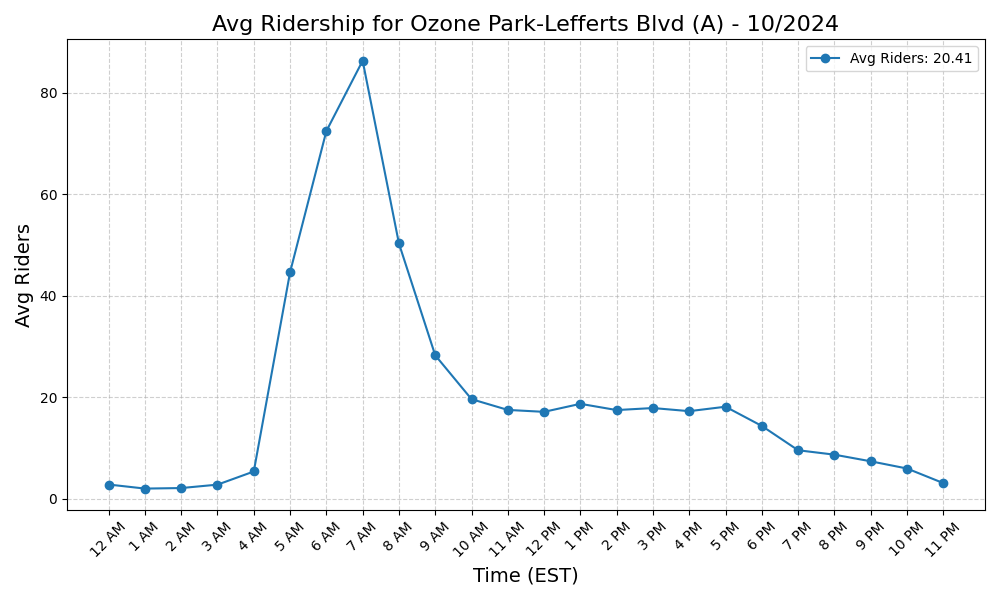 Avg Ridership for Ozone Park-Lefferts Blvd (A) - 10/2024
Avg Riders: 20.41
Avg Riders
80
60
40
20
0
12 AM
1 AM
2 AM
3 AM
4 AM
5 AM
6 AM
7 AM
8 AM
9 AM
10 AM
11 AM
12 PM
1 PM
2 PM
3 PM
4 PM
5 PM
6 PM
7 PM
8 PM
9 PM
10 PM
11 PM
Time (EST)